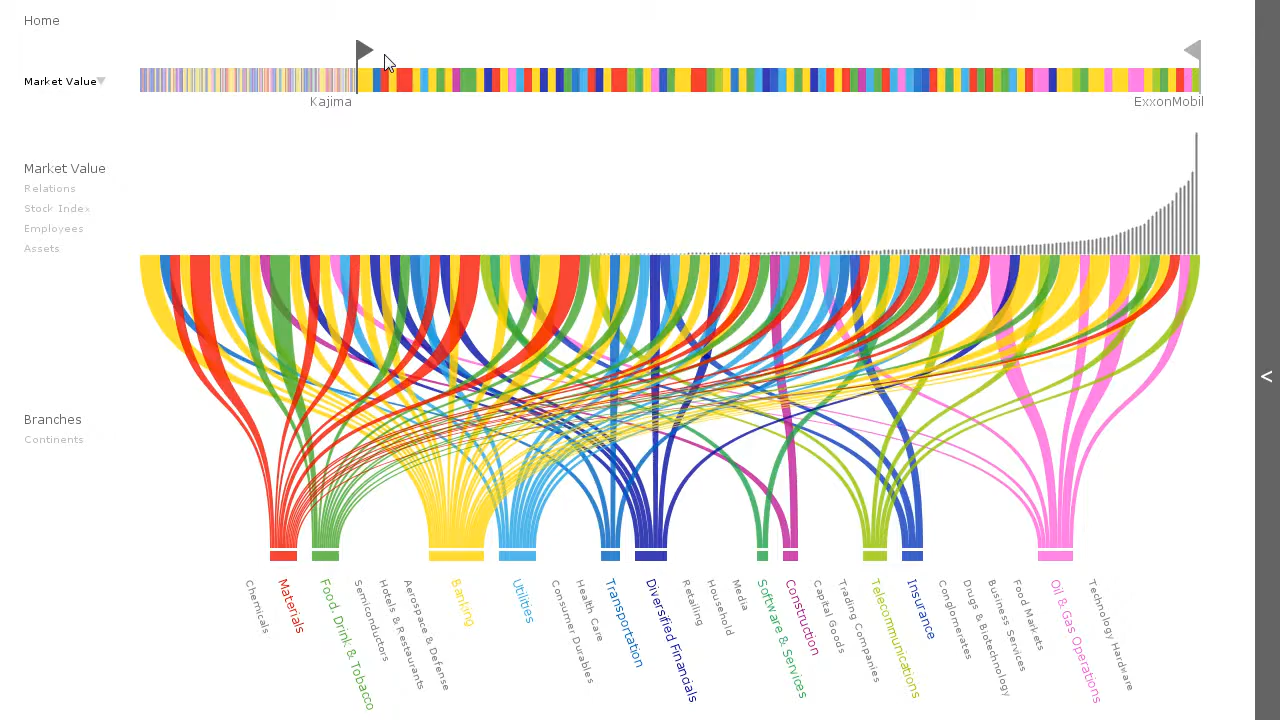 Home
Market Value
Kajima
ExxonMobil
Market Value
Relations
Stock Index
Employees
Assets
Branches
Continents
Chemicals
Materials
Food, Drink & Tobacco
Semiconductors
Hotels & Restaurants
Aerospace & Defense
Banking
Utilities
Consumer Durables
Health Care
Transportation
Diversified Financials
Retailing
Household
Media
Software & Services
Construction
Capital Goods
Trading Companies
Telecommunications
Insurance
Conglomerates
Drugs & Biotechnology
Business Services
Food Markets
Oil & Gas Operations
Technology Hardware
<